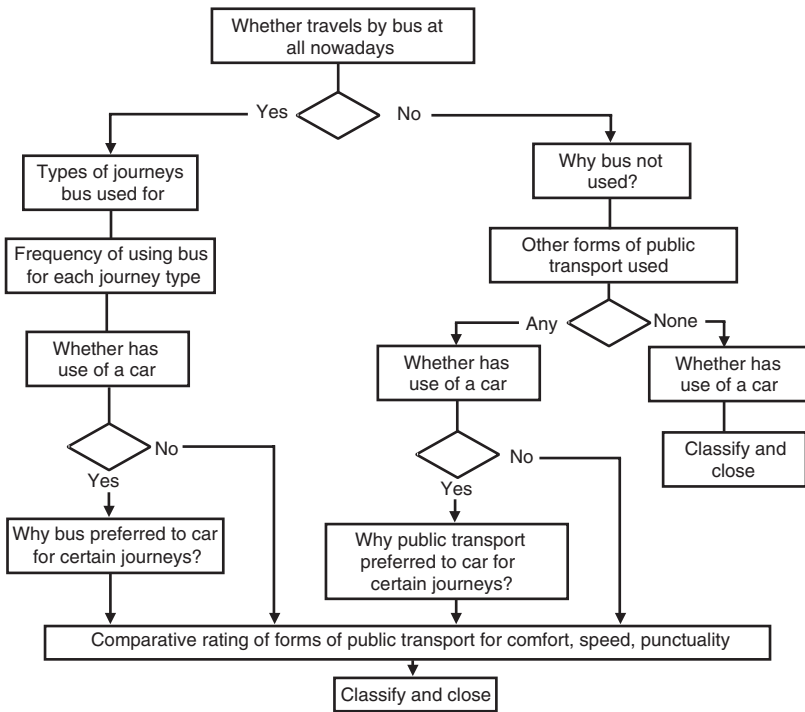 Whether travels by bus at
all nowadays
Yes
No
Types of journeys
bus used for
Why bus not
used?
Frequency of using bus
for each journey type
Other forms of public
transport used
Any
None
Whether has
use of a car
Whether has
use of a car
Whether has
use of a car
No
Yes
No
Yes
Classify and
close
Why bus preferred to car
for certain journeys?
Why public transport
preferred to car for
certain journeys?
Comparative rating of forms of public transport for comfort, speed, punctuality
Classify and close